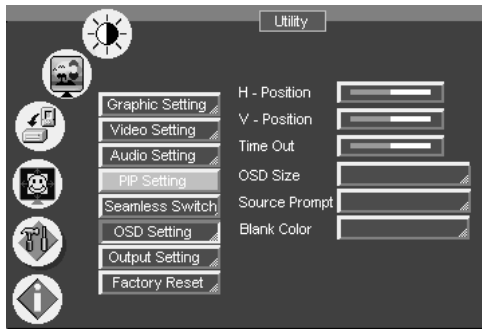 Utility
Graphic Setting
Video Setting
Audio Setting
PIP Setting
Seamless Switch
OSD Setting
Output Setting
Factory Reset
H - Position
V - Position
Time Out
OSD Size
Source Prompt
Blank Color